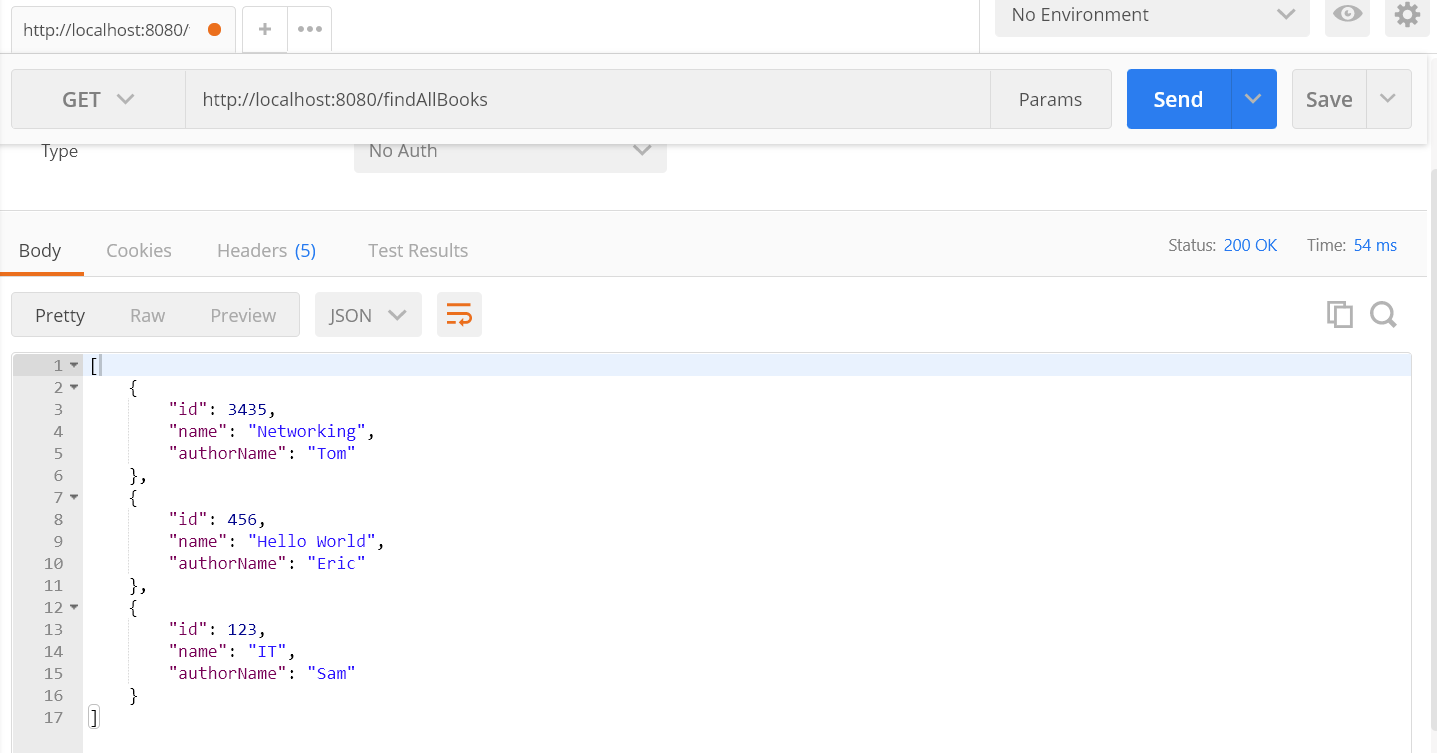 http://localhost:8080/
No Environment
GET http://localhost:8080/findAllBooks Params Send Save
Type No Auth
Body Cookies Headers (5) Test Results Status: 200 OK Time: 54 ms
Pretty Raw Preview JSON
1 [
2 {
3 "id": 3435,
4 "name": "Networking",
5 "authorName": "Tom"
6 },
7 {
8 "id": 456,
9 "name": "Hello World",
10 "authorName": "Eric"
11 },
12 {
13 "id": 123,
14 "name": "IT",
15 "authorName": "Sam"
16 }
17 ]